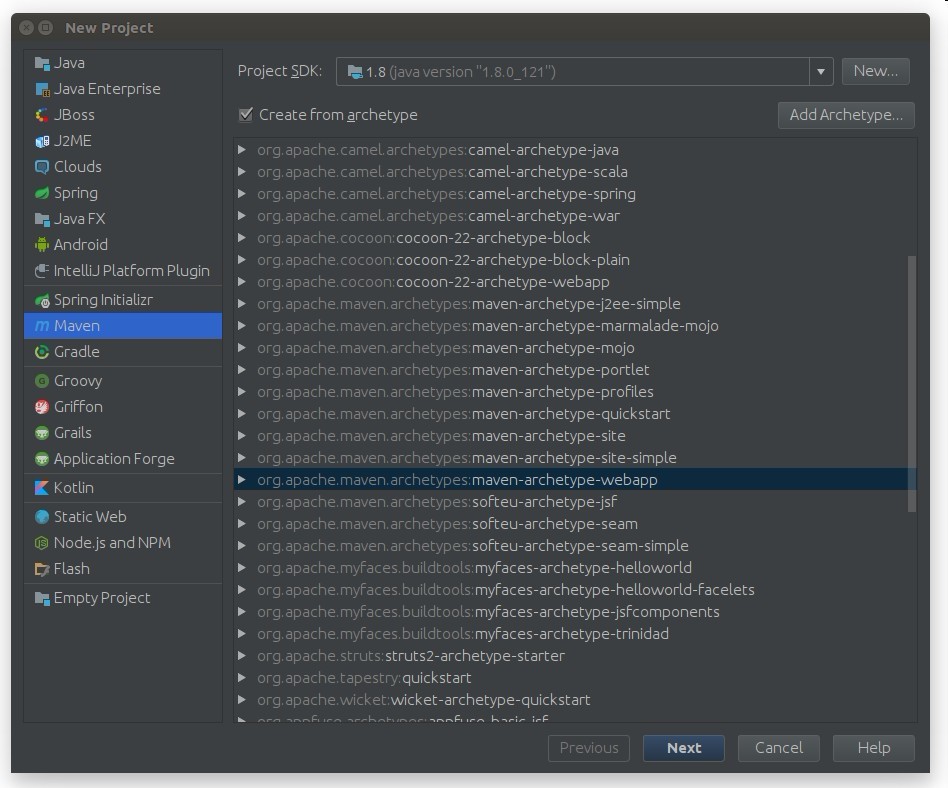 New Project
Java
Java Enterprise
JBoss
J2ME
Clouds
Spring
Java FX
Android
IntelliJ Platform Plugin
Spring Initializr
Maven
Gradle
Groovy
Griffon
Grails
Application Forge
Kotlin
Static Web
Node.js and NPM
Flash
Empty Project
Project SDK: 1.8 (java version "1.8.0_121") New...
Create from archetype Add Archetype...
org.apache.camel.archetypes:camel-archetype-java
org.apache.camel.archetypes:camel-archetype-scala
org.apache.camel.archetypes:camel-archetype-spring
org.apache.camel.archetypes:camel-archetype-war
org.apache.cocoon:cocoon-22-archetype-block
org.apache.cocoon:cocoon-22-archetype-block-plain
org.apache.cocoon:cocoon-22-archetype-webapp
org.apache.maven.archetypes:maven-archetype-j2ee-simple
org.apache.maven.archetypes:maven-archetype-marmalade-mojo
org.apache.maven.archetypes:maven-archetype-mojo
org.apache.maven.archetypes:maven-archetype-portlet
org.apache.maven.archetypes:maven-archetype-profiles
org.apache.maven.archetypes:maven-archetype-quickstart
org.apache.maven.archetypes:maven-archetype-site
org.apache.maven.archetypes:maven-archetype-site-simple
org.apache.maven.archetypes:maven-archetype-webapp
org.apache.maven.archetypes:softeu-archetype-jsf
org.apache.maven.archetypes:softeu-archetype-seam
org.apache.maven.archetypes:softeu-archetype-seam-simple
org.apache.myfaces.buildtools:myfaces-archetype-helloworld
org.apache.myfaces.buildtools:myfaces-archetype-helloworld-facelets
org.apache.myfaces.buildtools:myfaces-archetype-jsfcomponents
org.apache.myfaces.buildtools:myfaces-archetype-trinidad
org.apache.struts:struts2-archetype-starter
org.apache.tapestry:quickstart
org.apache.wicket:wicket-archetype-quickstart
org.appfuse.archetypes:appfuse-basic-jsf
Previous Next Cancel Help